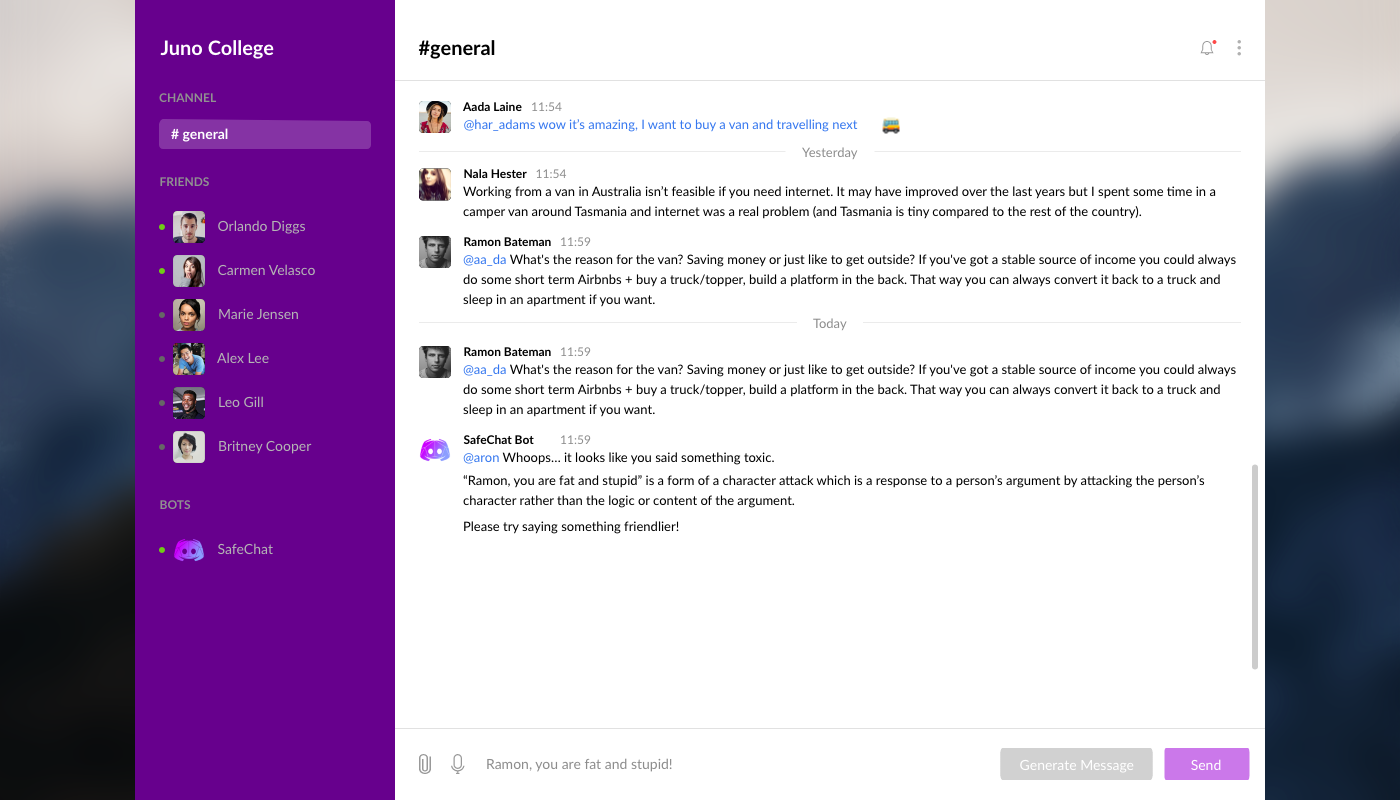 Juno College
CHANNEL
# general
FRIENDS
Orlando Diggs
Carmen Velasco
Marie Jensen
Alex Lee
Leo Gill
Britney Cooper
BOTS
SafeChat
#general
Aada Laine 11:54
@har_adams wow it’s amazing, I want to buy a van and travelling next
Yesterday
Nala Hester 11:54
Working from a van in Australia isn’t feasible if you need internet. It may have improved over the last years but I spent some time in a
camper van around Tasmania and internet was a real problem (and Tasmania is tiny compared to the rest of the country).
Ramon Bateman 11:59
@aa_da What's the reason for the van? Saving money or just like to get outside? If you've got a stable source of income you could always
do some short term Airbnbs + buy a truck/topper, build a platform in the back. That way you can always convert it back to a truck and
sleep in an apartment if you want.
Today
Ramon Bateman 11:59
@aa_da What's the reason for the van? Saving money or just like to get outside? If you've got a stable source of income you could always
do some short term Airbnbs + buy a truck/topper, build a platform in the back. That way you can always convert it back to a truck and
sleep in an apartment if you want.
SafeChat Bot 11:59
@aron Whoops... it looks like you said something toxic.
“Ramon, you are fat and stupid” is a form of a character attack which is a response to a person’s argument by attacking the person’s
character rather than the logic or content of the argument.
Please try saying something friendlier!
Ramon, you are fat and stupid!
Generate Message
Send